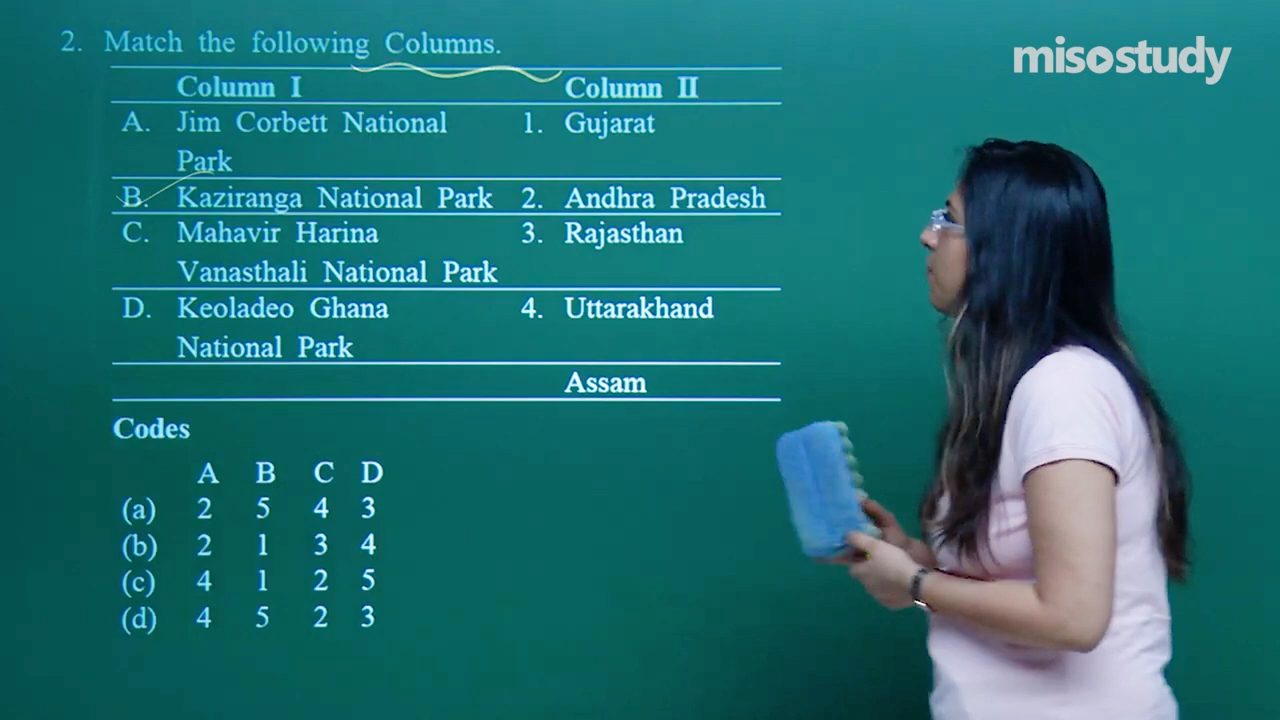 misostudy
2. Match the following Columns.
Column I Column II
A. Jim Corbett National 1. Gujarat
Park
B. Kaziranga National Park 2. Andhra Pradesh
C. Mahavir Harina 3. Rajasthan
Vanasthali National Park
D. Keoladeo Ghana 4. Uttarakhand
National Park
Assam
Codes
A B C D
(a) 2 5 4 3
(b) 2 1 3 4
(c) 4 1 2 5
(d) 4 5 2 3